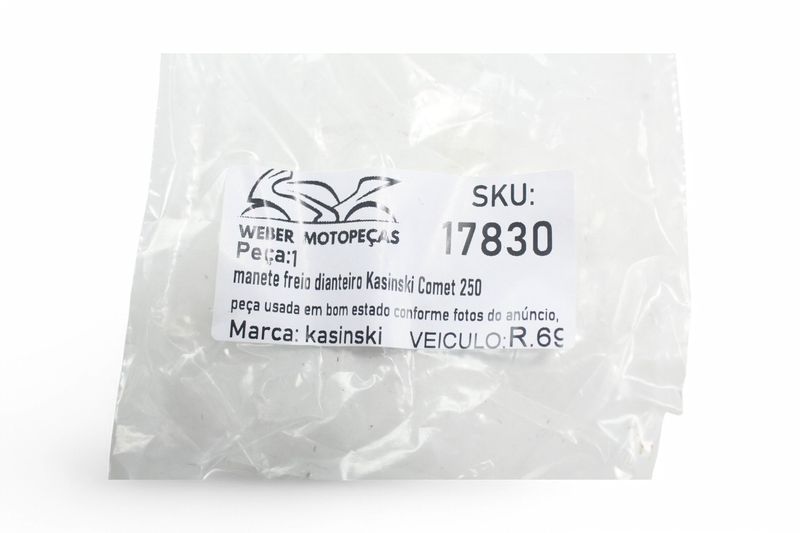 WEBER MOTOPEÇAS
SKU:
17830
Peça:1
manete freio dianteiro Kasinski Comet 250
peça usada em bom estado conforme fotos do anúncio,
Marca: kasinski VEICULO:R.69